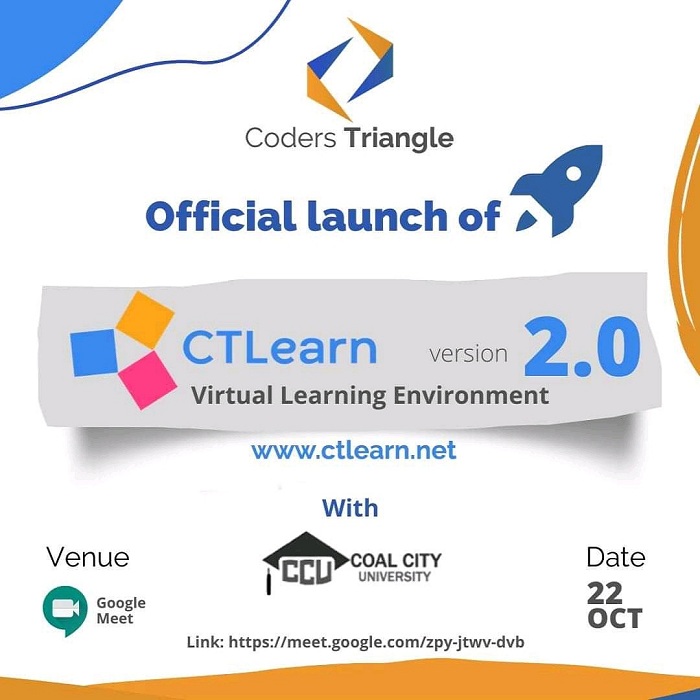 Coders Triangle
Official launch of
CTLearn version 2.0
Virtual Learning Environment
www.ctlearn.net
With
Venue
Google
Meet
CCU
COAL CITY
UNIVERSITY
Date
22
OCT
Link: https://meet.google.com/zpy-jtwv-dvb